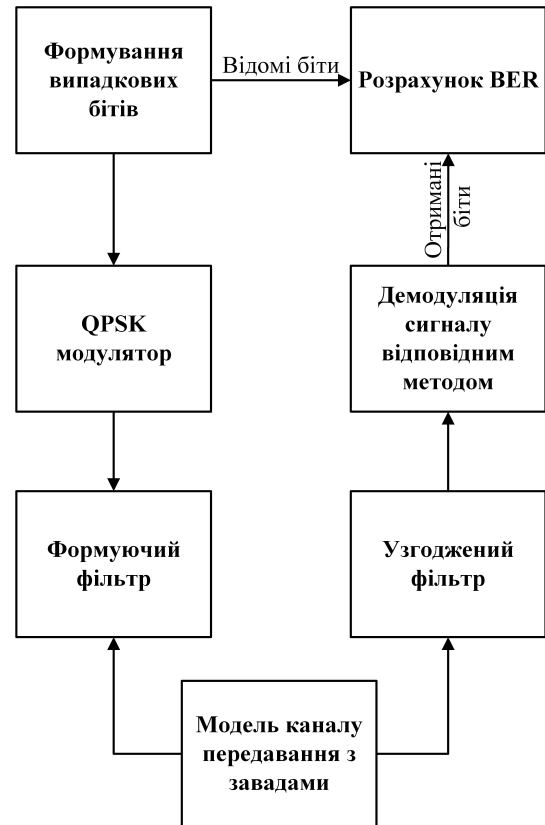 Формування
випадкових
бітів
Відомі біти
Розрахунок BER
Отримані
біти
QPSK
модулятор
Демодуляція
сигналу
відповідним
методом
Формуючий
фільтр
Узгоджений
фільтр
Модель каналу
передавання з
завадами